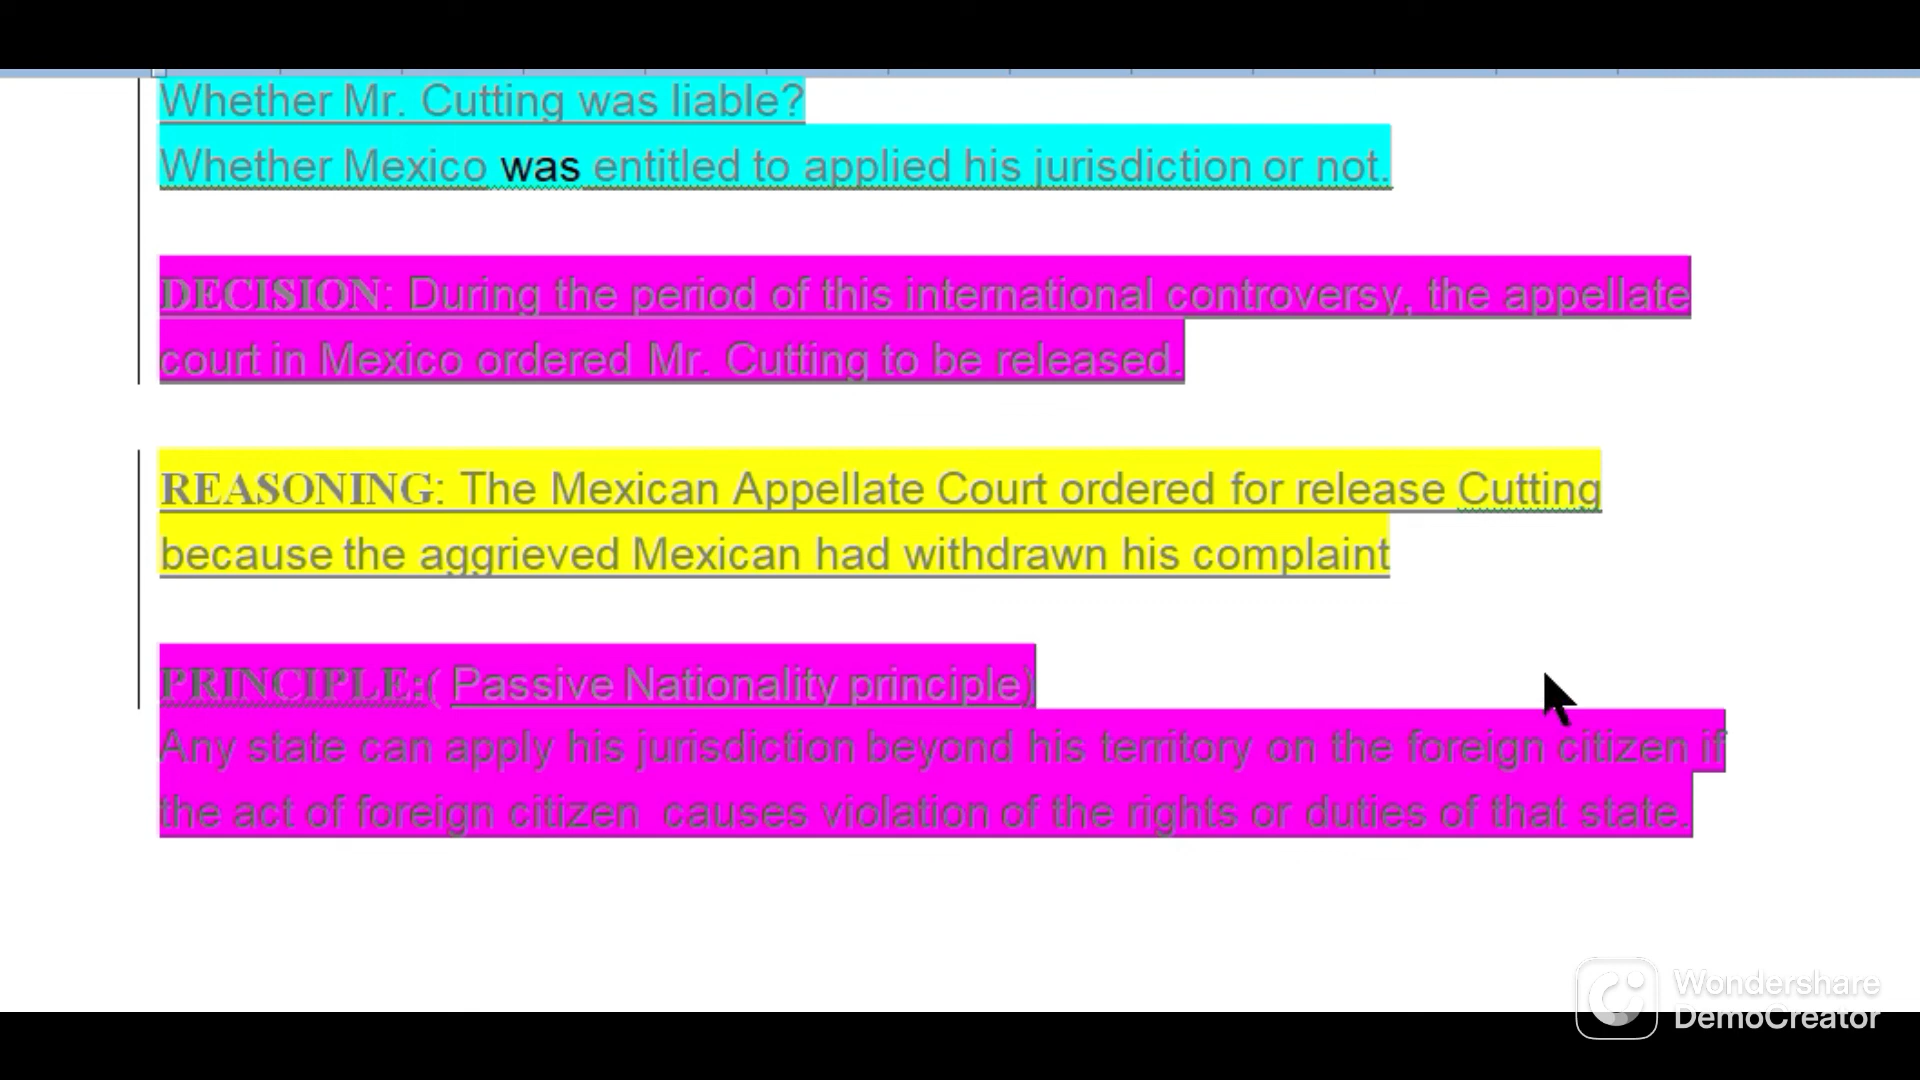 Whether Mr. Cutting was liable?
Whether Mexico was entitled to applied his jurisdiction or not.
DECISION: During the period of this international controversy, the appellate
court in Mexico ordered Mr. Cutting to be released.
REASONING: The Mexican Appellate Court ordered for release Cutting
because the aggrieved Mexican had withdrawn his complaint
PRINCIPLE:( Passive Nationality principle)
Any state can apply his jurisdiction beyond his territory on the foreign citizen if
the act of foreign citizen causes violation of the rights or duties of that state.
Wondershare
DemoCreator